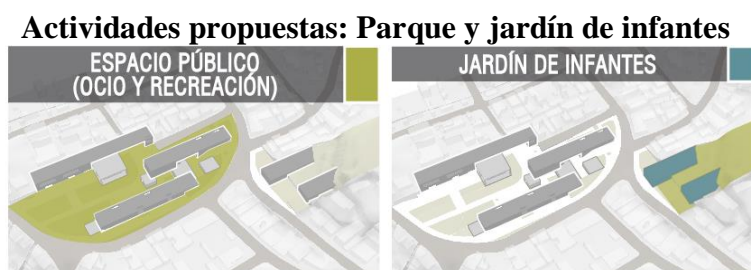 Actividades propuestas: Parque y jardín de infantes
ESPACIO PÚBLICO
(OCIO Y RECREACIÓN)
JARDÍN DE INFANTES